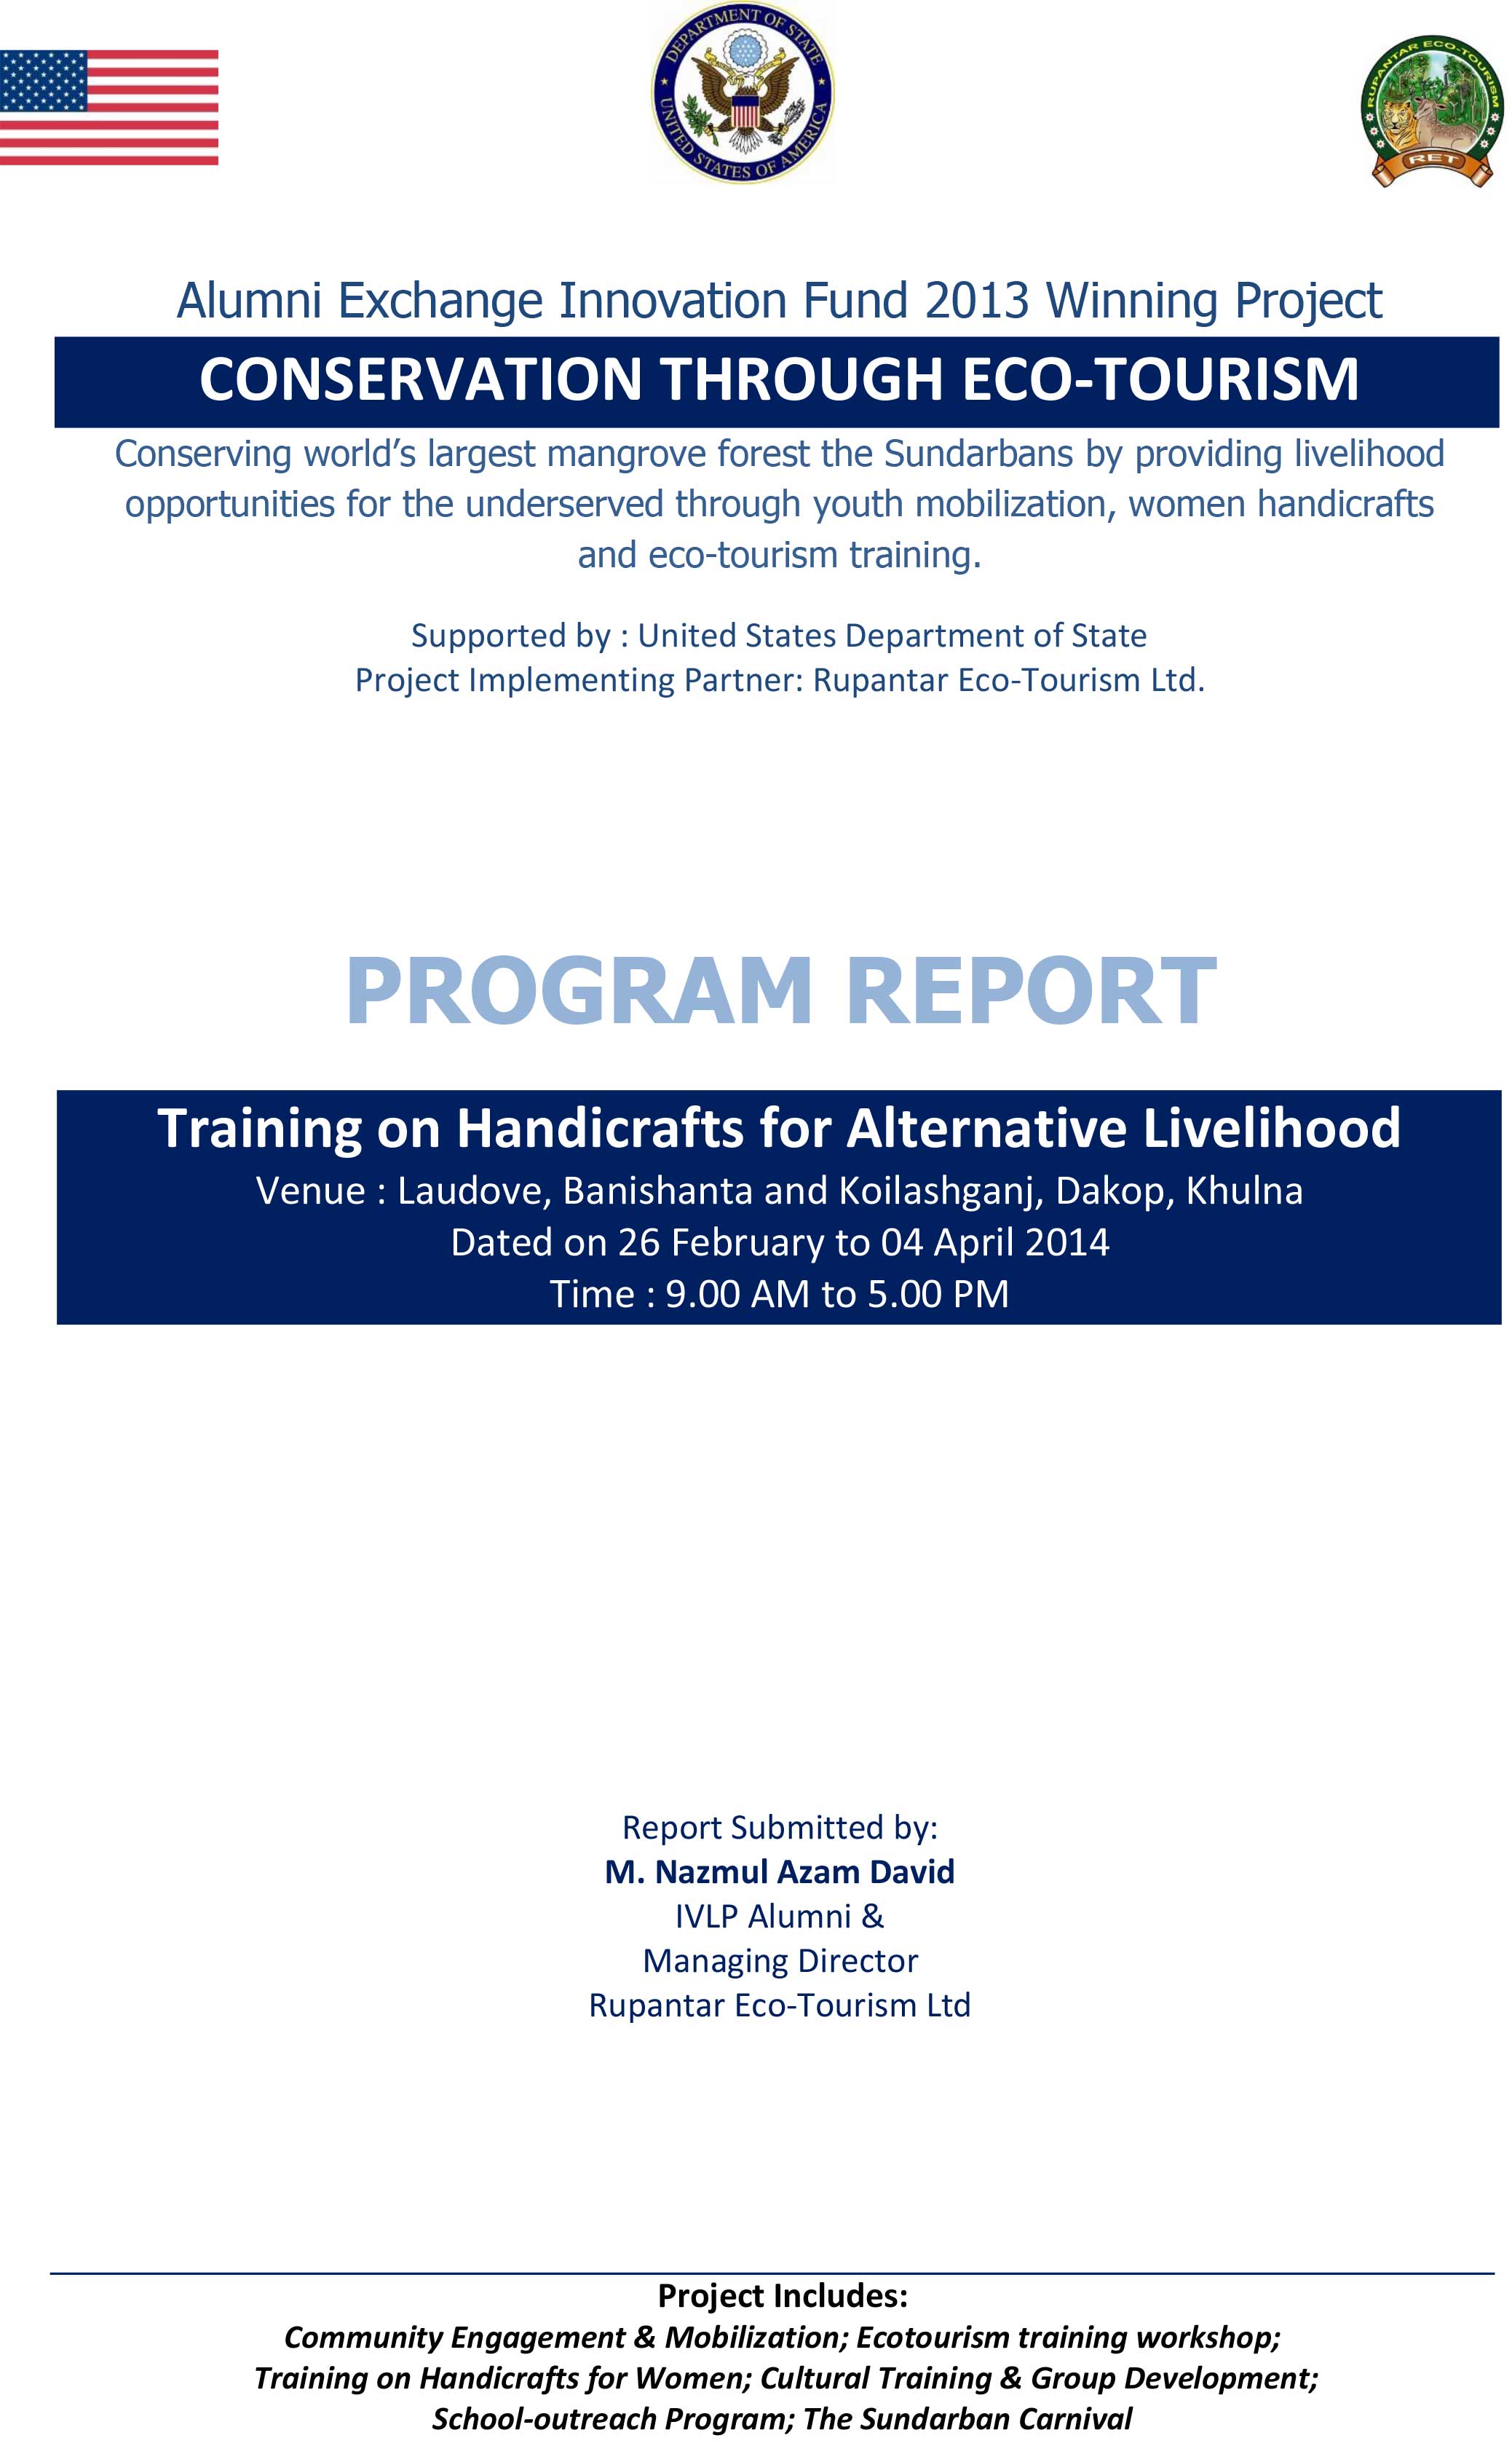 DEPARTMENT OF STATE
UNITED STATES OF AMERICA
RUPANTAR ECO-TOURISM
RET
Alumni Exchange Innovation Fund 2013 Winning Project
CONSERVATION THROUGH ECO-TOURISM
Conserving world’s largest mangrove forest the Sundarbans by providing livelihood
opportunities for the underserved through youth mobilization, women handicrafts
and eco-tourism training.
Supported by : United States Department of State
Project Implementing Partner: Rupantar Eco-Tourism Ltd.
PROGRAM REPORT
Training on Handicrafts for Alternative Livelihood
Venue : Laudove, Banishanta and Koilashganj, Dakop, Khulna
Dated on 26 February to 04 April 2014
Time : 9.00 AM to 5.00 PM
Report Submitted by:
M. Nazmul Azam David
IVLP Alumni &
Managing Director
Rupantar Eco-Tourism Ltd
Project Includes:
Community Engagement & Mobilization; Ecotourism training workshop;
Training on Handicrafts for Women; Cultural Training & Group Development;
School-outreach Program; The Sundarban Carnival